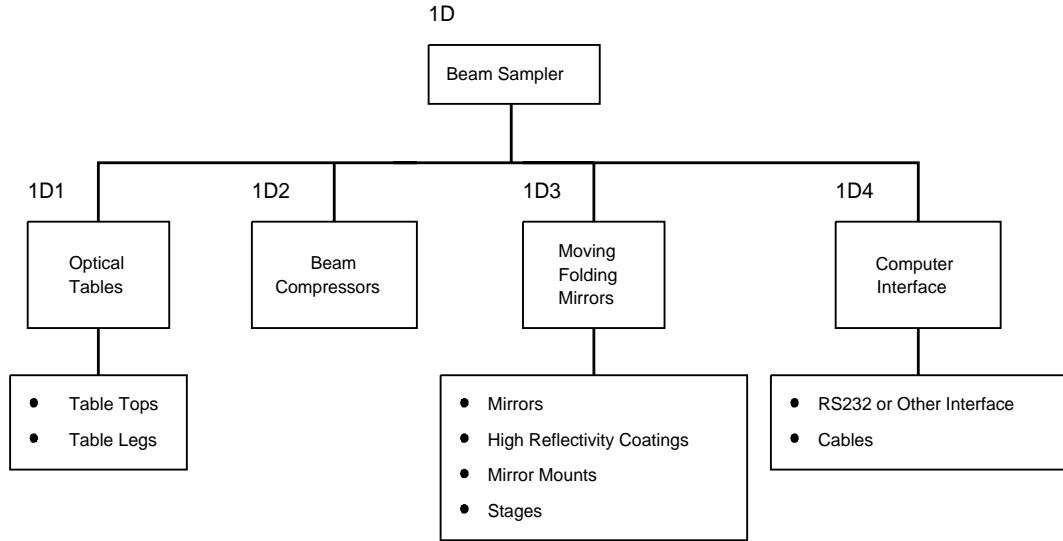 1D
Beam Sampler
1D1
1D2
1D3
1D4
Optical
Tables
Beam
Compressors
Moving
Folding
Mirrors
Computer
Interface
• Table Tops
• Table Legs
• Mirrors
• High Reflectivity Coatings
• Mirror Mounts
• Stages
• RS232 or Other Interface
• Cables